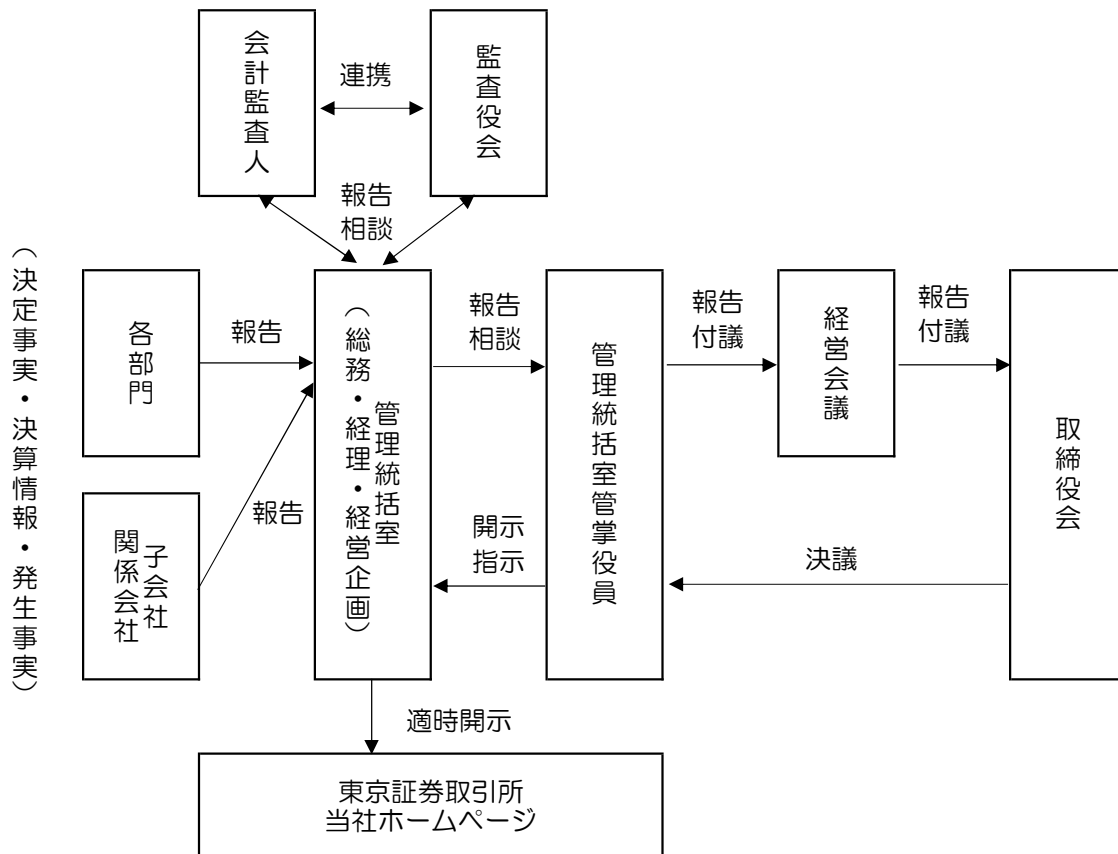 会計監査人
連携
監査役会
報告
相談
（決定事実・決算情報・発生事実）
各部門
報告
子会社
関係会社
報告
管理統括室
（総務・経理・経営企画）
報告
相談
開示
指示
管理統括室管掌役員
報告
付議
経営会議
報告
付議
取締役会
決議
適時開示
東京証券取引所
当社ホームページ